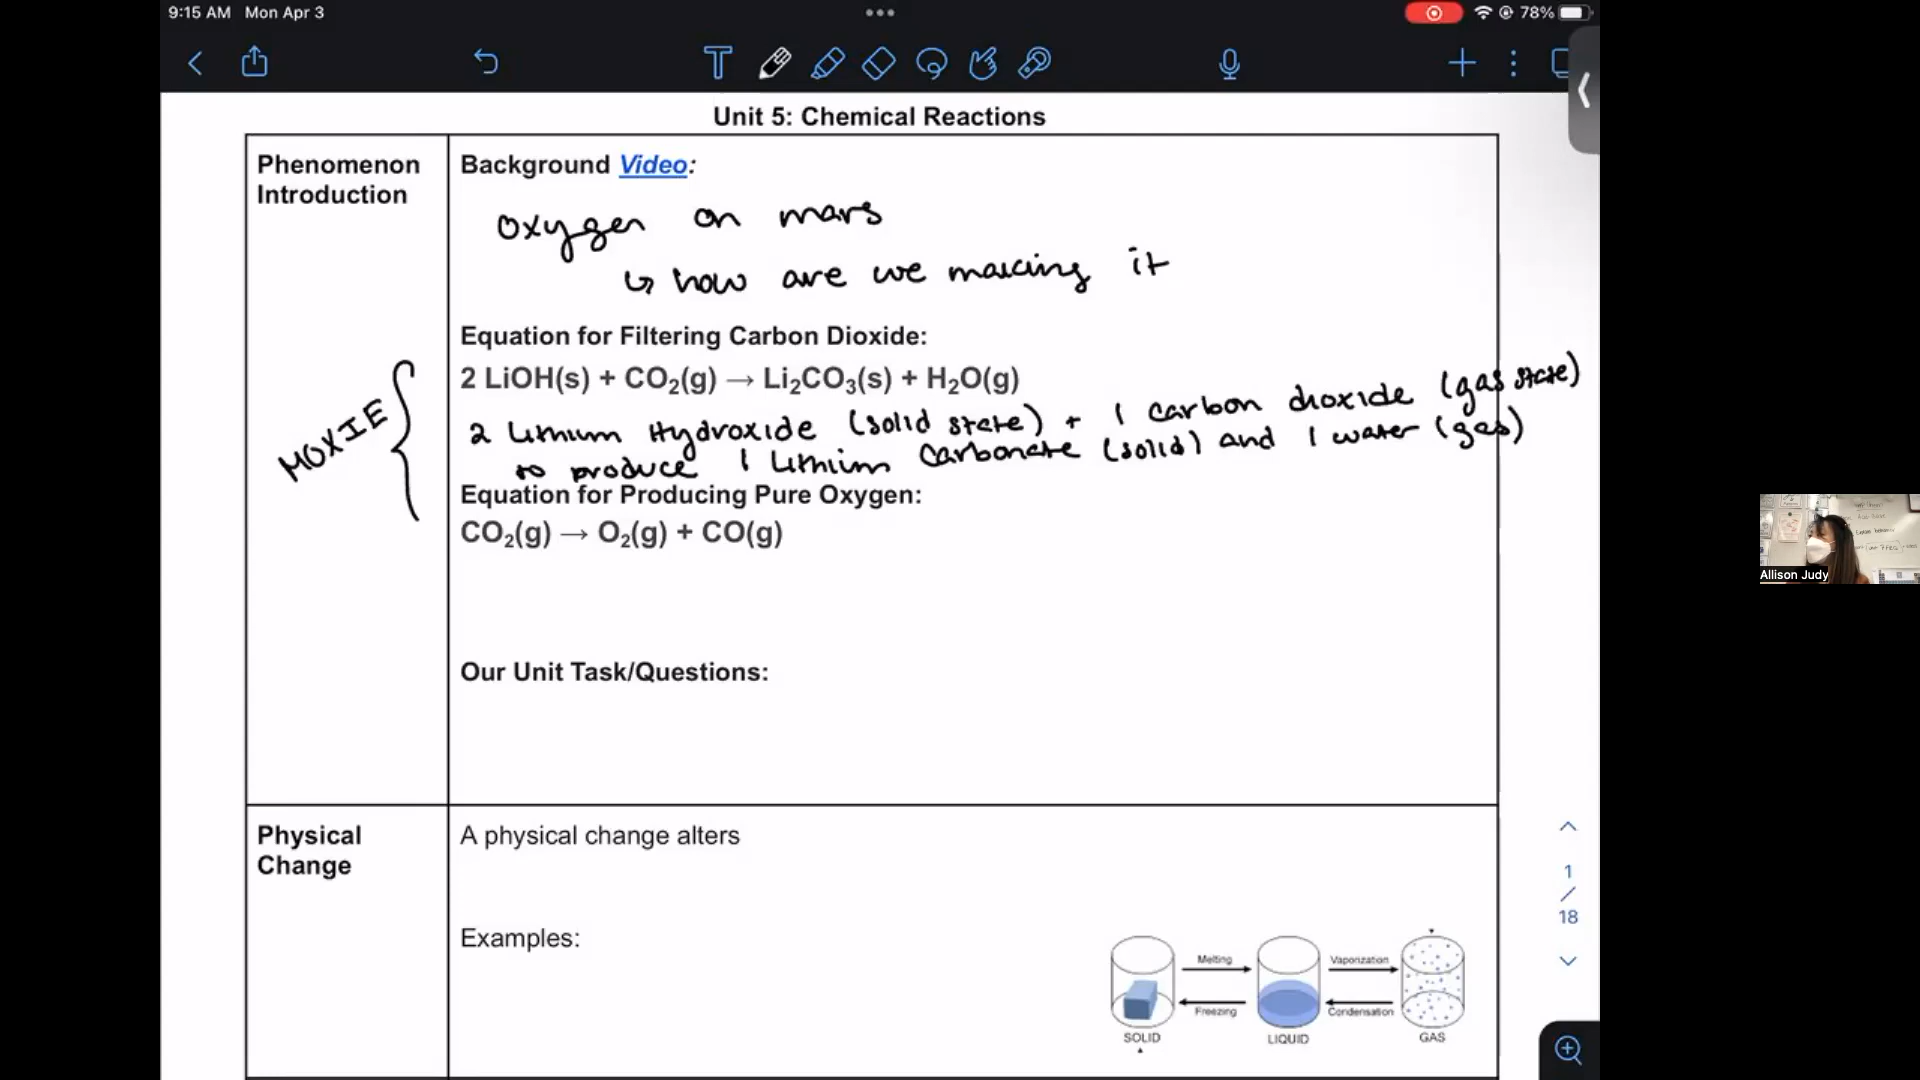 9:15 AM Mon Apr 3
78%
Unit 5: Chemical Reactions
Phenomenon
Introduction
Background Video:
oxygen on mars
↳ how are we making it
Equation for Filtering Carbon Dioxide:
2 LiOH(s) + CO₂(g) → Li₂CO₃(s) + H₂O(g)
MOXIE
2 Lithium Hydroxide (solid state) + 1 carbon dioxide (gas state)
to produce 1 Lithium Carbonate (solid) and 1 water (gas)
Equation for Producing Pure Oxygen:
CO₂(g) → O₂(g) + CO(g)
Our Unit Task/Questions:
Physical
Change
A physical change alters
Examples:
Melting
Freezing
Vaporization
Condensation
SOLID
LIQUID
GAS
1
/
18
Allison Judy